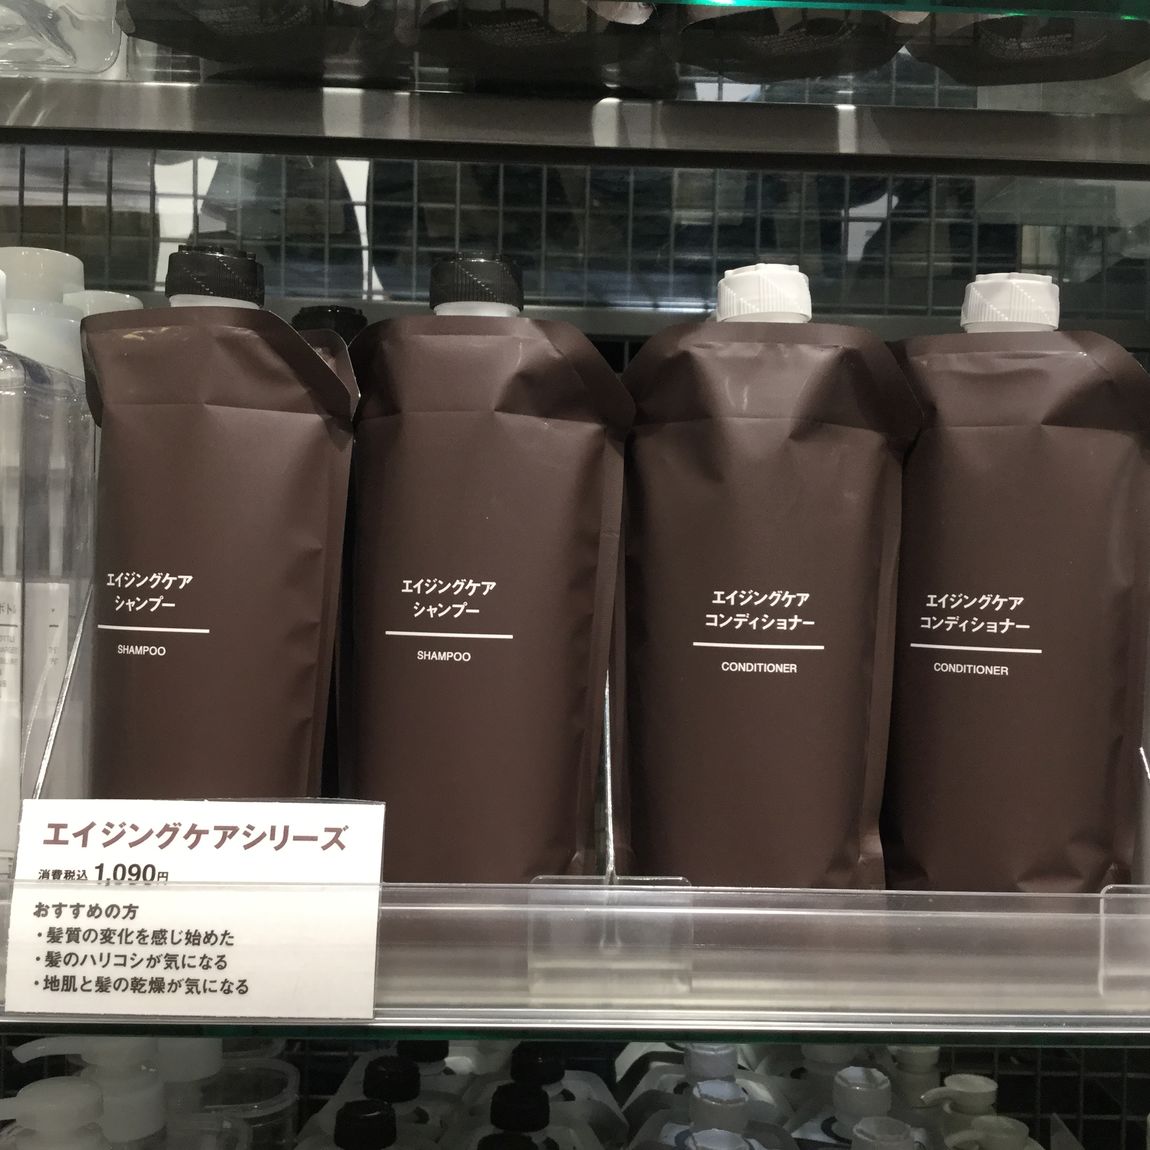 エイジングケア
シャンプー
SHAMPOO
エイジングケア
シャンプー
SHAMPOO
エイジングケア
コンディショナー
CONDITIONER
エイジングケア
コンディショナー
CONDITIONER
エイジングケアシリーズ
消費税込 1,090円
おすすめの方
・髪質の変化を感じ始めた
・髪のハリコシが気になる
・地肌と髪の乾燥が気になる